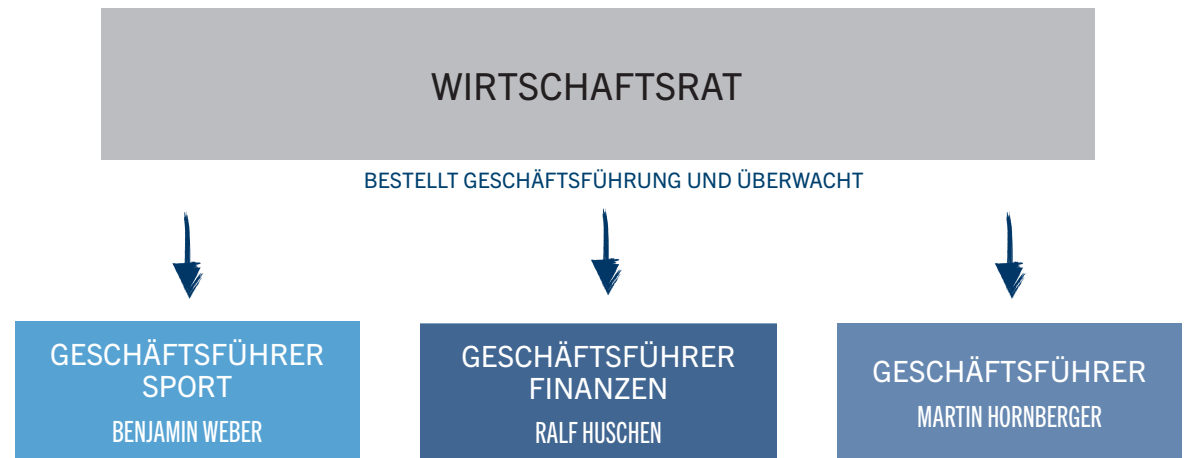 WIRTSCHAFTSRAT
BESTELLT GESCHÄFTSFÜHRUNG UND ÜBERWACHT
GESCHÄFTSFÜHRER
SPORT
BENJAMIN WEBER
GESCHÄFTSFÜHRER
FINANZEN
RALF HUSCHEN
GESCHÄFTSFÜHRER
MARTIN HORNBERGER